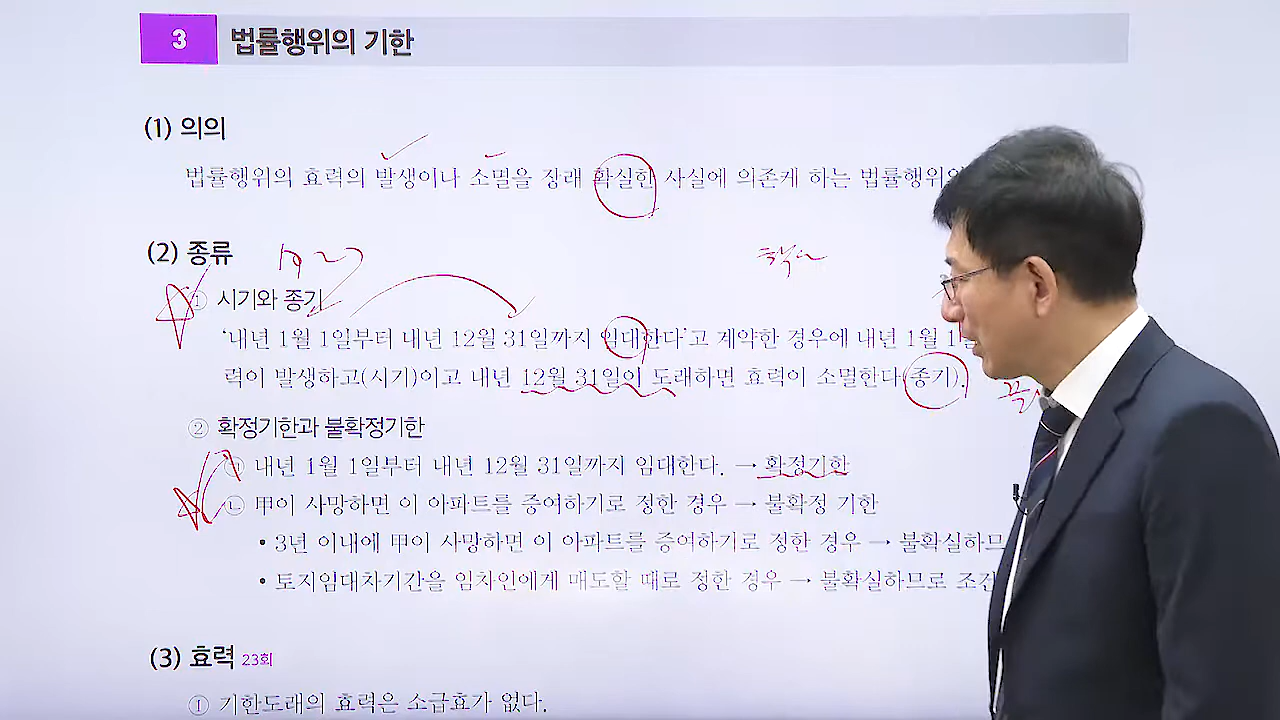 3 법률행위의 기한
(1) 의의
법률행위의 효력의 발생이나 소멸을 장래 확실한 사실에 의존케 하는 법률행위의
(2) 종류
① 시기와 종기
‘내년 1월 1일부터 내년 12월 31일까지 임대한다’고 계약한 경우에 내년 1월 1일
력이 발생하고(시기)이고 내년 12월 31일이 도래하면 효력이 소멸한다(종기).
② 확정기한과 불확정기한
㉠ 내년 1월 1일부터 내년 12월 31일까지 임대한다. → 확정기한
㉡ 甲이 사망하면 이 아파트를 증여하기로 정한 경우 → 불확정 기한
• 3년 이내에 甲이 사망하면 이 아파트를 증여하기로 정한 경우 → 불확실하므
• 토지임대차기간을 임차인에게 매도할 때로 정한 경우 → 불확실하므로 조건
(3) 효력 23회
① 기한도래의 효력은 소급효가 없다.